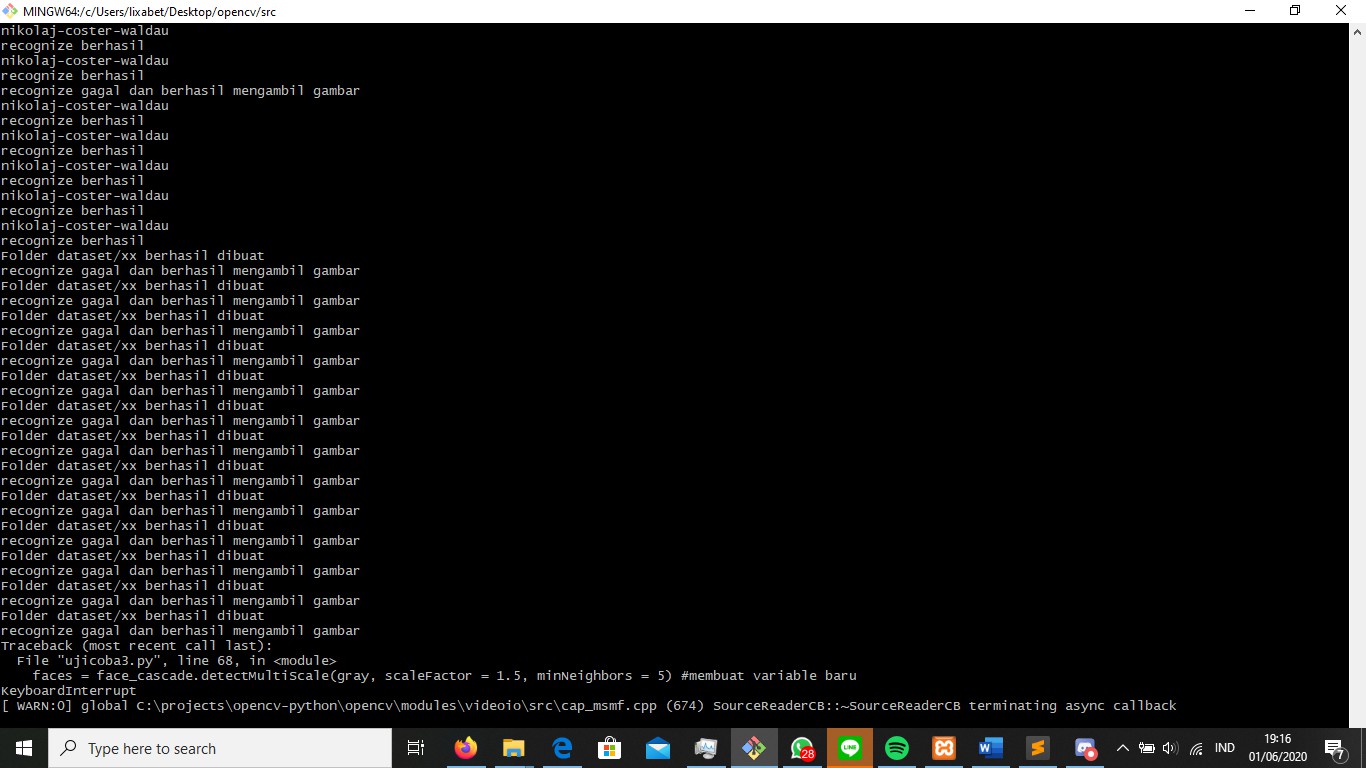 MINGW64:/c/Users/lixabet/Desktop/opencv/src
nikolaj-coster-waldau
recognize berhasil
nikolaj-coster-waldau
recognize berhasil
recognize gagal dan berhasil mengambil gambar
nikolaj-coster-waldau
recognize berhasil
nikolaj-coster-waldau
recognize berhasil
nikolaj-coster-waldau
recognize berhasil
nikolaj-coster-waldau
recognize berhasil
nikolaj-coster-waldau
recognize berhasil
Folder dataset/xx berhasil dibuat
recognize gagal dan berhasil mengambil gambar
Folder dataset/xx berhasil dibuat
recognize gagal dan berhasil mengambil gambar
Folder dataset/xx berhasil dibuat
recognize gagal dan berhasil mengambil gambar
Folder dataset/xx berhasil dibuat
recognize gagal dan berhasil mengambil gambar
Folder dataset/xx berhasil dibuat
recognize gagal dan berhasil mengambil gambar
Folder dataset/xx berhasil dibuat
recognize gagal dan berhasil mengambil gambar
Folder dataset/xx berhasil dibuat
recognize gagal dan berhasil mengambil gambar
Folder dataset/xx berhasil dibuat
recognize gagal dan berhasil mengambil gambar
Folder dataset/xx berhasil dibuat
recognize gagal dan berhasil mengambil gambar
Folder dataset/xx berhasil dibuat
recognize gagal dan berhasil mengambil gambar
Folder dataset/xx berhasil dibuat
recognize gagal dan berhasil mengambil gambar
Folder dataset/xx berhasil dibuat
recognize gagal dan berhasil mengambil gambar
Folder dataset/xx berhasil dibuat
recognize gagal dan berhasil mengambil gambar
Traceback (most recent call last):
  File "ujicoba3.py", line 68, in <module>
    faces = face_cascade.detectMultiScale(gray, scaleFactor = 1.5, minNeighbors = 5) #membuat variable baru
KeyboardInterrupt
[ WARN:0] global C:\projects\opencv-python\opencv\modules\videoio\src\cap_msmf.cpp (674) SourceReaderCB::~SourceReaderCB terminating async callback
Type here to search
28
LINE
IND
19:16
01/06/2020
7